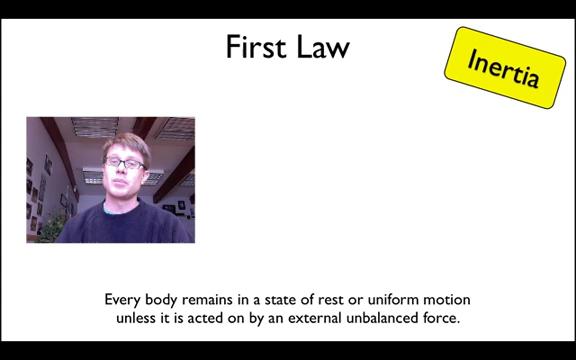 First Law
Inertia
Every body remains in a state of rest or uniform motion
unless it is acted on by an external unbalanced force.